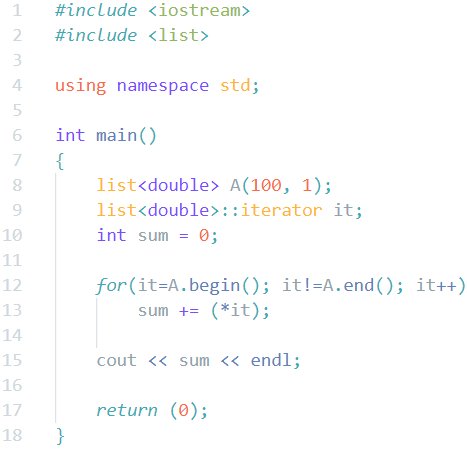 1 #include <iostream>
2 #include <list>
3
4 using namespace std;
5
6 int main()
7 {
8 list<double> A(100, 1);
9 list<double>::iterator it;
10 int sum = 0;
11
12 for(it=A.begin(); it!=A.end(); it++)
13 sum += (*it);
14
15 cout << sum << endl;
16
17 return (0);
18 }